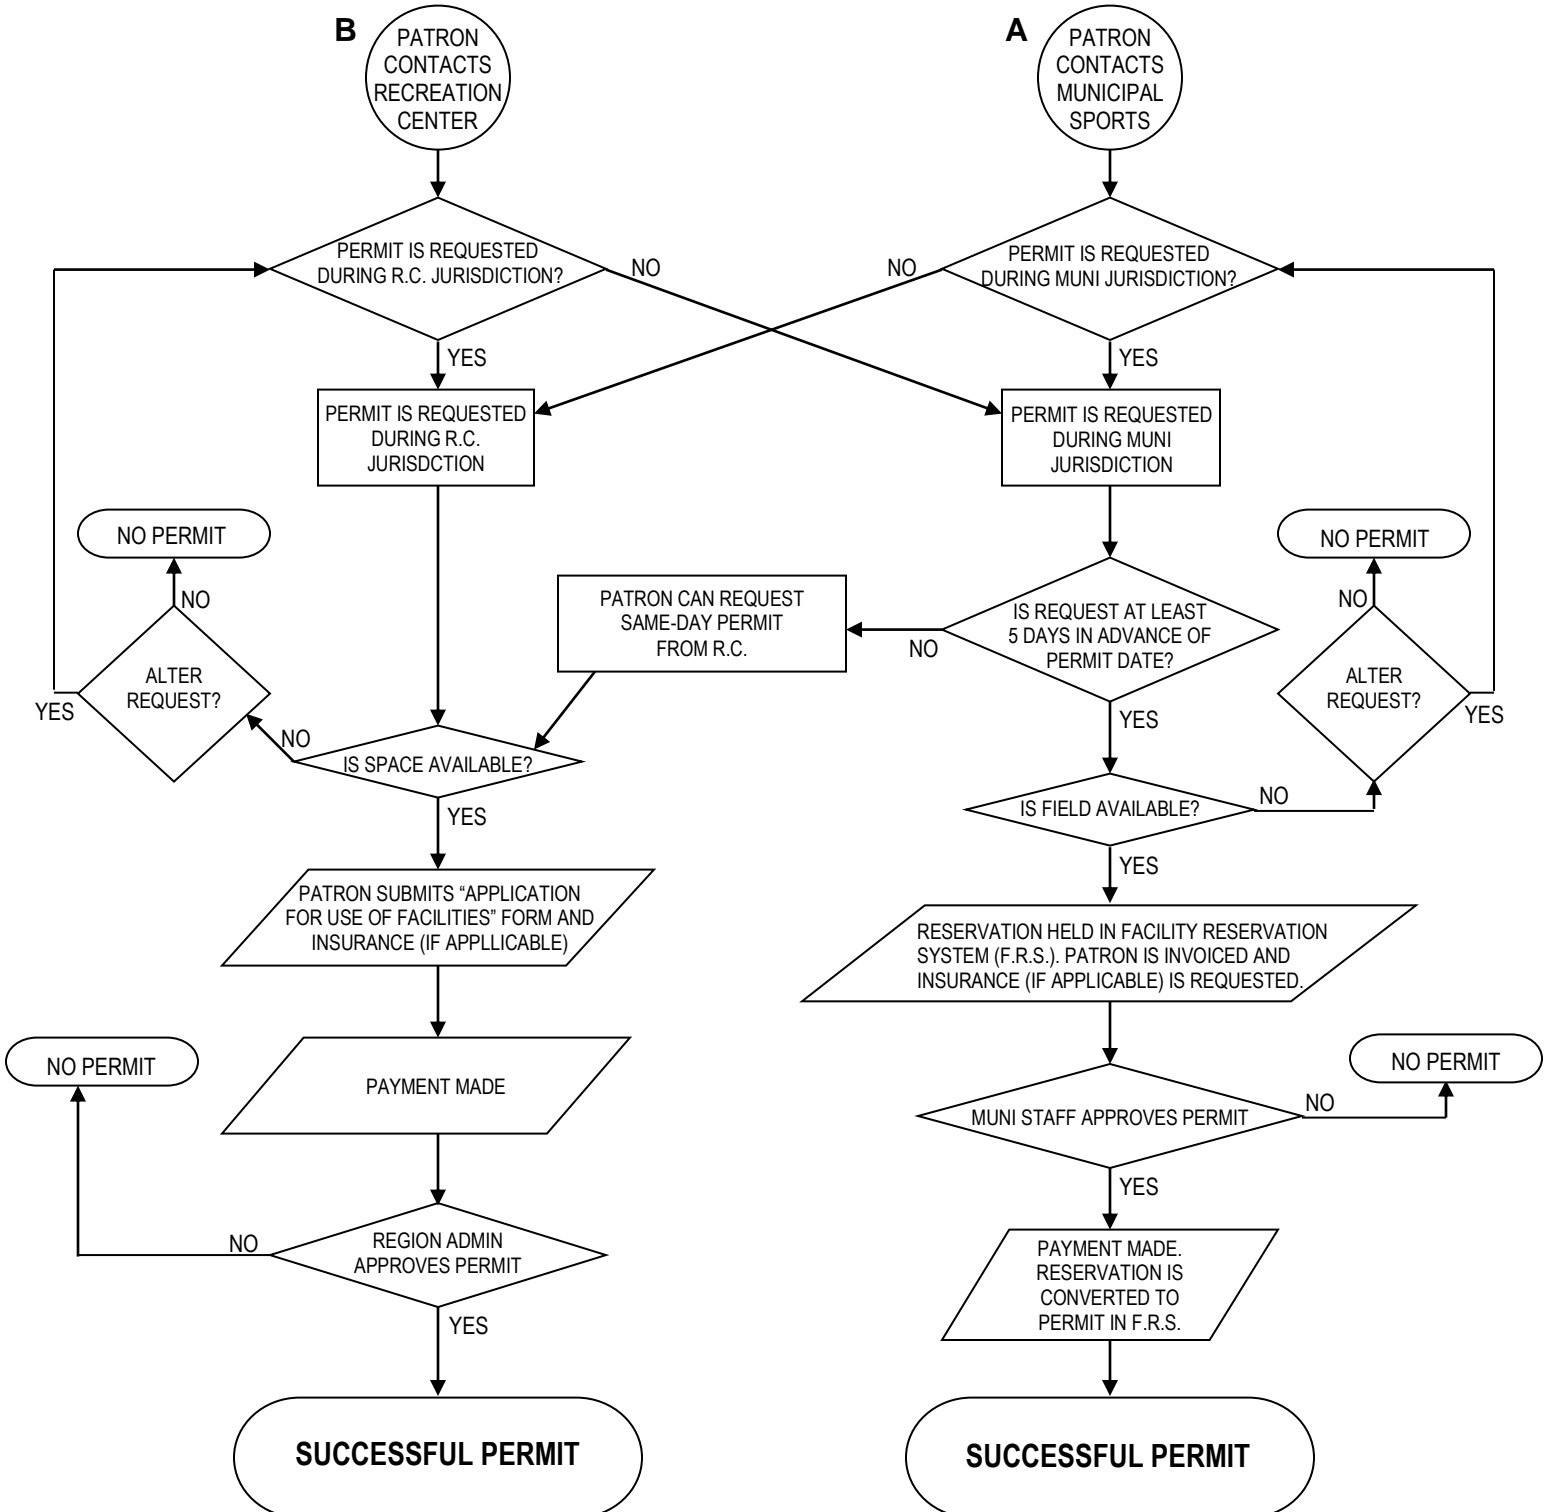 B
PATRON
CONTACTS
RECREATION
CENTER
A
PATRON
CONTACTS
MUNICIPAL
SPORTS
PERMIT IS REQUESTED
DURING R.C. JURISDICTION?
NO
NO
PERMIT IS REQUESTED
DURING MUNI JURISDICTION?
YES
YES
PERMIT IS REQUESTED
DURING R.C.
JURISDCTION
PERMIT IS REQUESTED
DURING MUNI
JURISDICTION
NO PERMIT
NO
ALTER
REQUEST?
YES
NO
PATRON CAN REQUEST
SAME-DAY PERMIT
FROM R.C.
NO
IS REQUEST AT LEAST
5 DAYS IN ADVANCE OF
PERMIT DATE?
NO PERMIT
NO
ALTER
REQUEST?
YES
YES
IS SPACE AVAILABLE?
YES
IS FIELD AVAILABLE?
NO
YES
PATRON SUBMITS “APPLICATION
FOR USE OF FACILITIES” FORM AND
INSURANCE (IF APPLLICABLE)
RESERVATION HELD IN FACILITY RESERVATION
SYSTEM (F.R.S.). PATRON IS INVOICED AND
INSURANCE (IF APPLICABLE) IS REQUESTED.
NO PERMIT
PAYMENT MADE
NO PERMIT
MUNI STAFF APPROVES PERMIT
NO
YES
NO
REGION ADMIN
APPROVES PERMIT
YES
PAYMENT MADE.
RESERVATION IS
CONVERTED TO
PERMIT IN F.R.S.
SUCCESSFUL PERMIT
SUCCESSFUL PERMIT